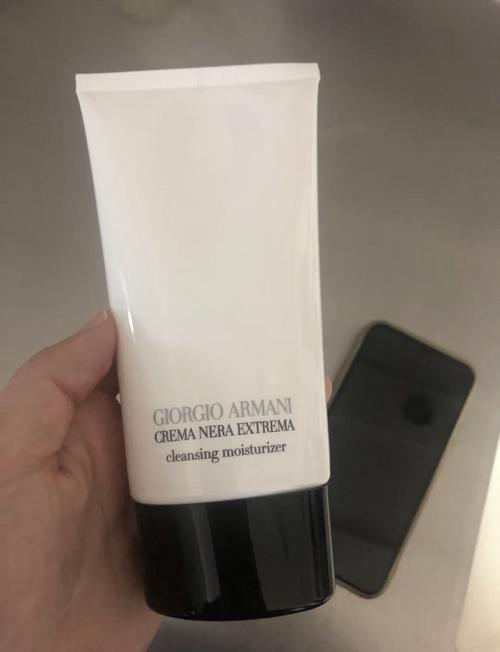 GIORGIO ARMANI
CREMA NERA EXTREMA
cleansing moisturizer